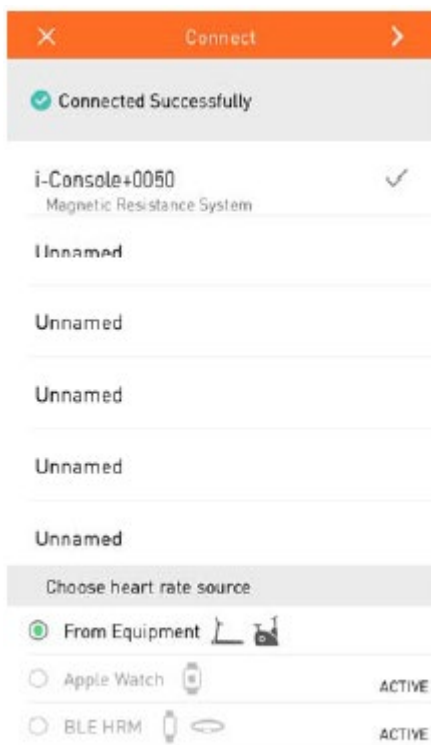 Connect
Connected Successfully
i-Console+0050
Magnetic Resistance System
Unnamed
Unnamed
Unnamed
Unnamed
Unnamed
Choose heart rate source
From Equipment
Apple Watch ACTIVE
BLE HRM ACTIVE